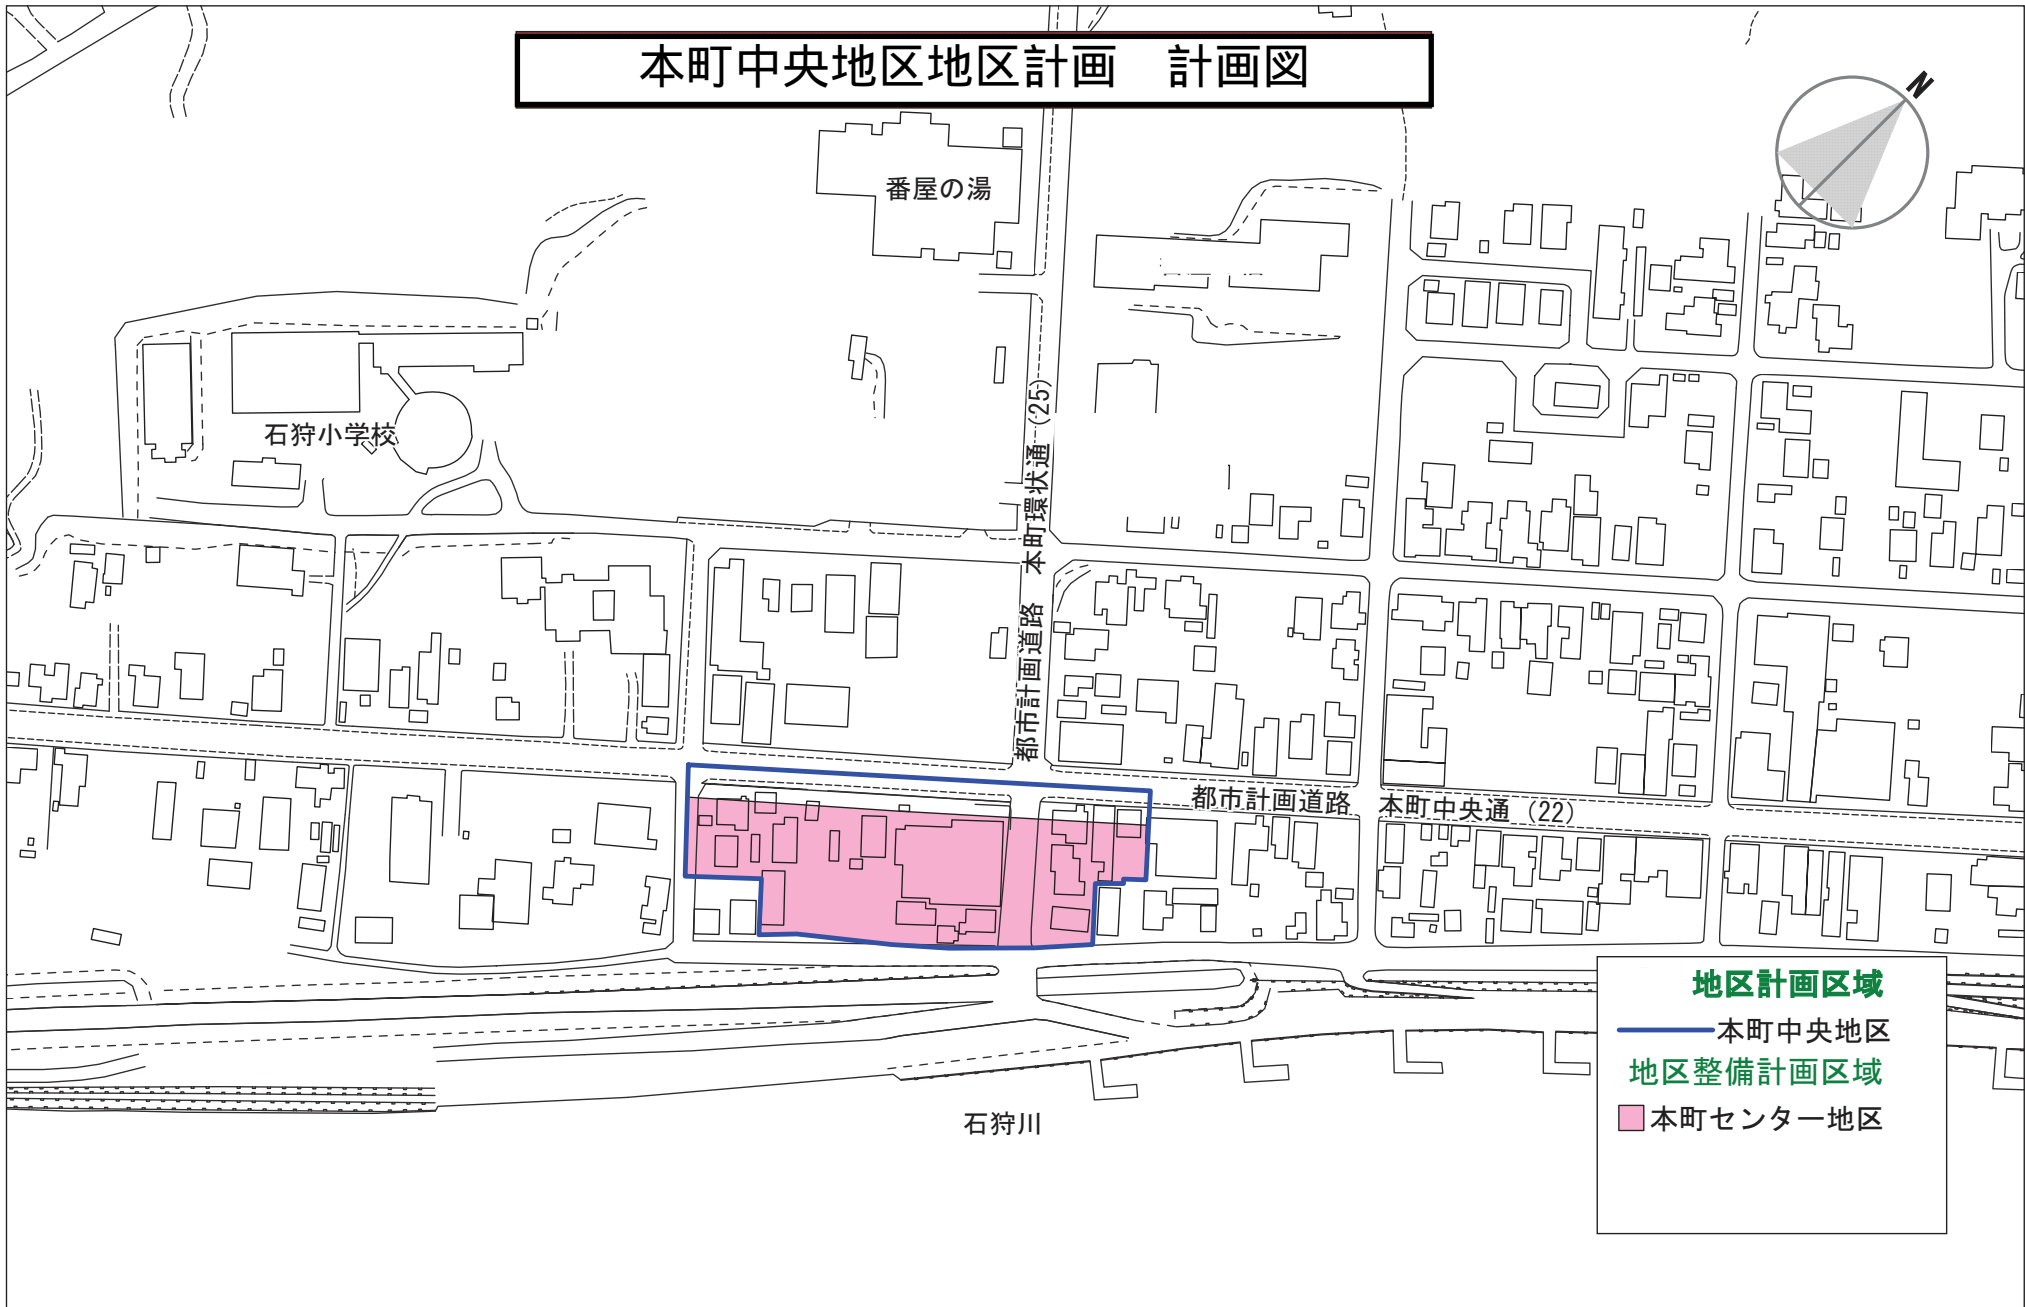 本町中央地区地区計画　計画図
N
番屋の湯
石狩小学校
都市計画道路　本町環状通（25）
都市計画道路　本町中央通（22）
石狩川
地区計画区域
本町中央地区
地区整備計画区域
本町センター地区